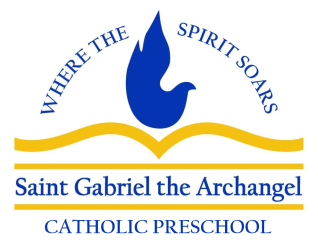 WHERE THE SPIRIT SOARS
Saint Gabriel the Archangel
CATHOLIC PRESCHOOL